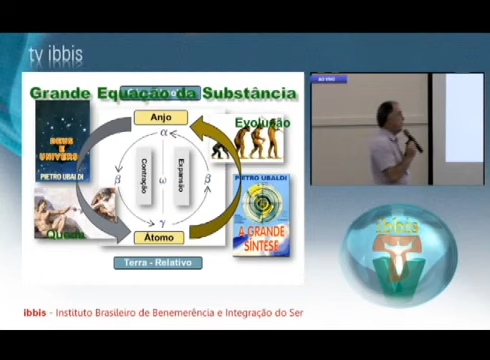 tv ibbis
AO VIVO
Grande Equação da Substância
Anjo
Evolução
DEUS
E
UNIVERSO
PIETRO UBALDI
α
β
Contração
ω
Expansão
β
γ
PIETRO UBALDI
A GRANDE
SÍNTESE
Queda
Átomo
Terra - Relativo
ibbis
ibbis - Instituto Brasileiro de Benemerência e Integração do Ser